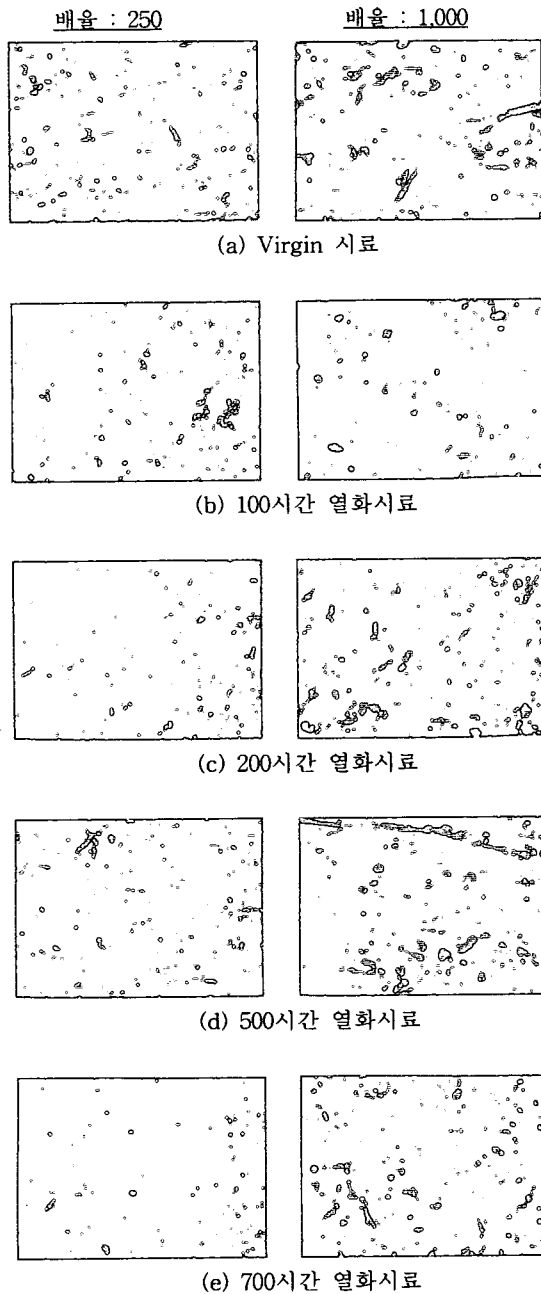 배율 : 250
배율 : 1,000
(a) Virgin 시료
(b) 100시간 열화시료
(c) 200시간 열화시료
(d) 500시간 열화시료
(e) 700시간 열화시료